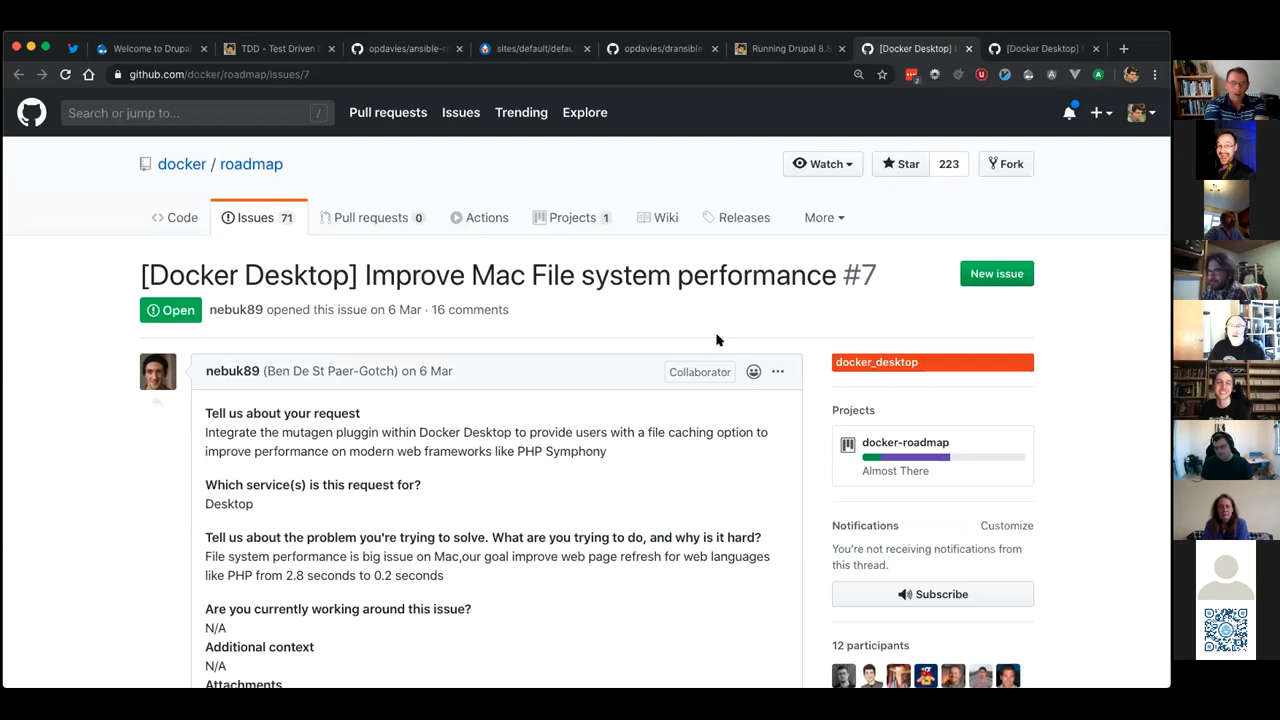 Welcome to Drupa
TDD - Test Driven D
opdavies/ansible-ro
sites/default/defau
opdavies/dransible
Running Drupal 8.8
[Docker Desktop] I
[Docker Desktop] I
github.com/docker/roadmap/issues/7
Search or jump to...
/
Pull requests
Issues
Trending
Explore
docker / roadmap
Watch
Star
223
Fork
Code
Issues 71
Pull requests 0
Actions
Projects 1
Wiki
Releases
More
[Docker Desktop] Improve Mac File system performance #7
New issue
Open
nebuk89 opened this issue on 6 Mar · 16 comments
nebuk89 (Ben De St Paer-Gotch) on 6 Mar
Collaborator
Tell us about your request
Integrate the mutagen pluggin within Docker Desktop to provide users with a file caching option to
improve performance on modern web frameworks like PHP Symphony
Which service(s) is this request for?
Desktop
Tell us about the problem you're trying to solve. What are you trying to do, and why is it hard?
File system performance is big issue on Mac,our goal improve web page refresh for web languages
like PHP from 2.8 seconds to 0.2 seconds
Are you currently working around this issue?
N/A
Additional context
N/A
Attachments
docker_desktop
Projects
docker-roadmap
Almost There
Notifications
Customize
You're not receiving notifications from
this thread.
Subscribe
12 participants